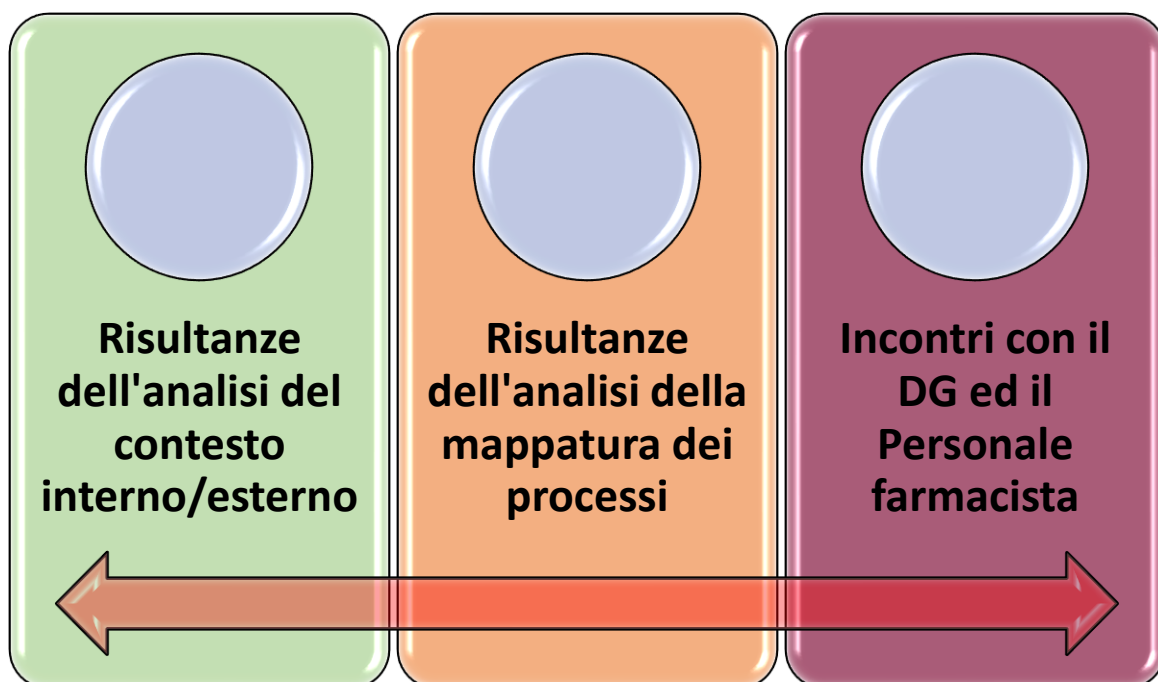 Risultanze
dell'analisi del
contesto
interno/esterno
Risultanze
dell'analisi della
mappatura dei
processi
Incontri con il
DG ed il
Personale
farmacista